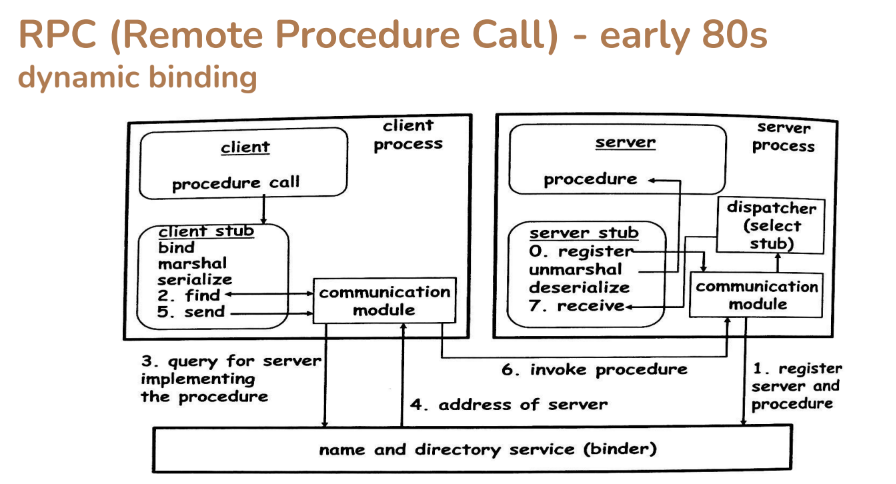 RPC (Remote Procedure Call) - early 80s
dynamic binding
client
process
client
procedure call
client stub
bind
marshal
serialize
2. find
5. send
communication
module
server
process
server
procedure
dispatcher
(select
stub)
server stub
0. register
unmarshal
deserialize
7. receive
communication
module
3. query for server
implementing
the procedure
4. address of server
6. invoke procedure
1. register
server and
procedure
name and directory service (binder)